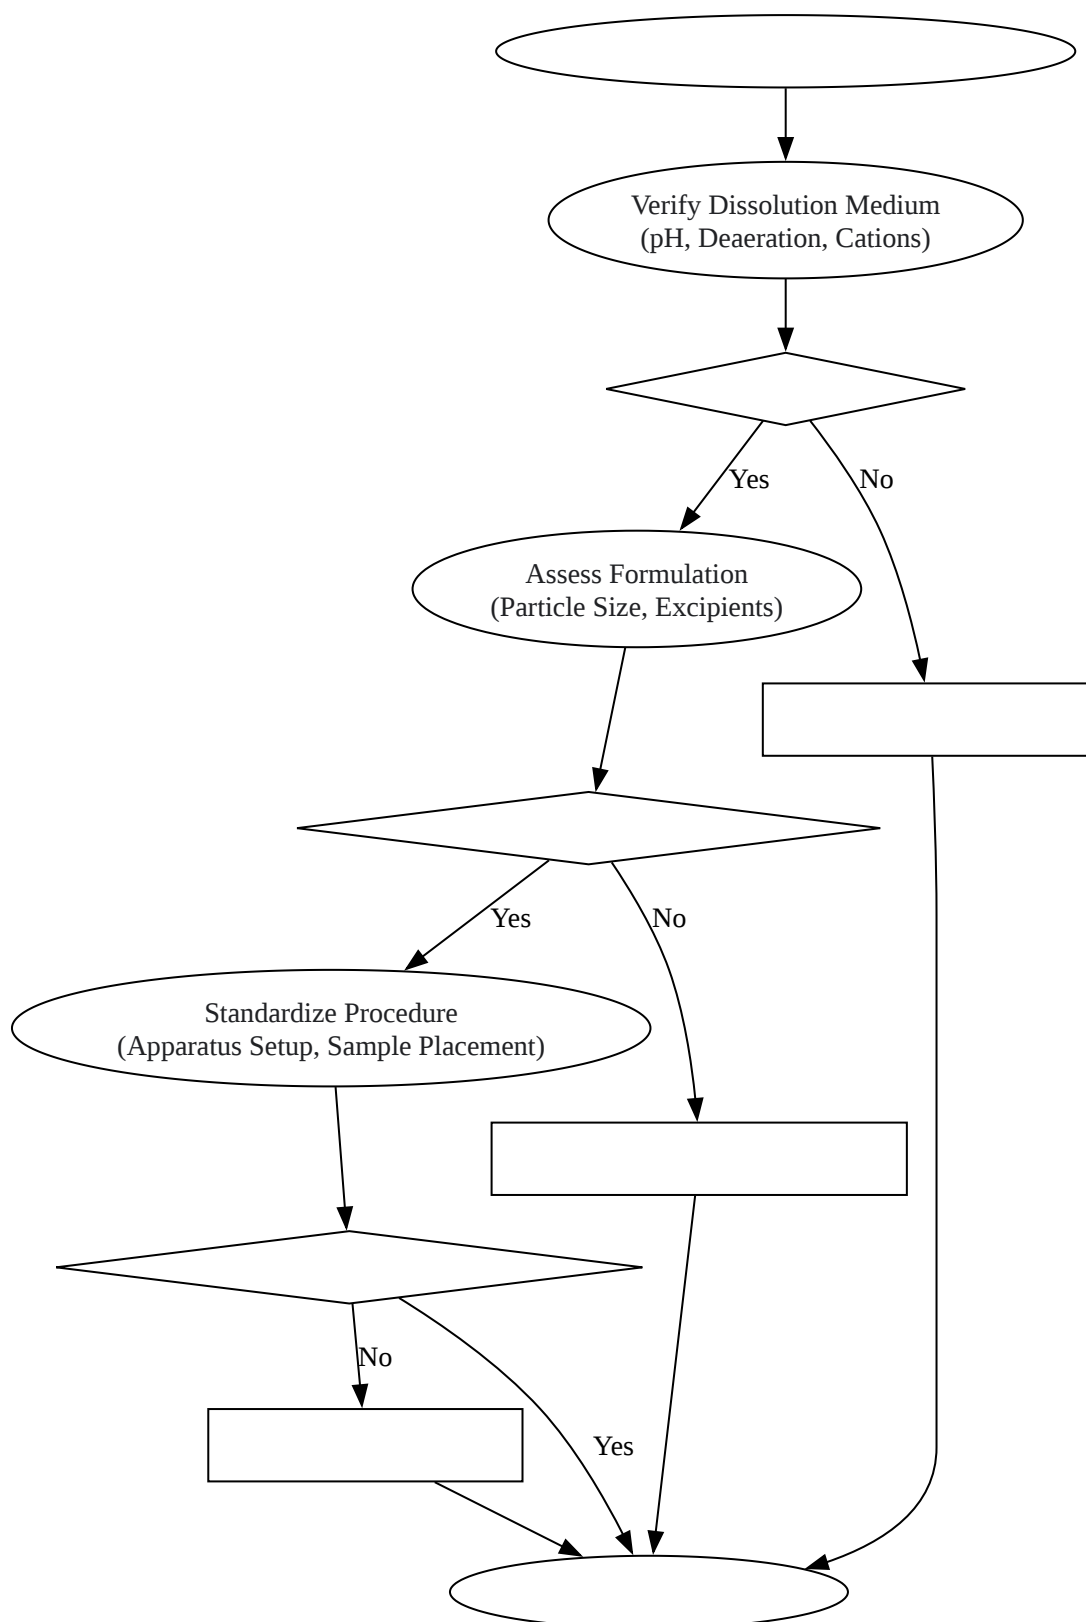 Verify Dissolution Medium
(pH, Deaeration, Cations)
Yes
No
Assess Formulation
(Particle Size, Excipients)
Yes
No
Standardize Procedure
(Apparatus Setup, Sample Placement)
No
Yes